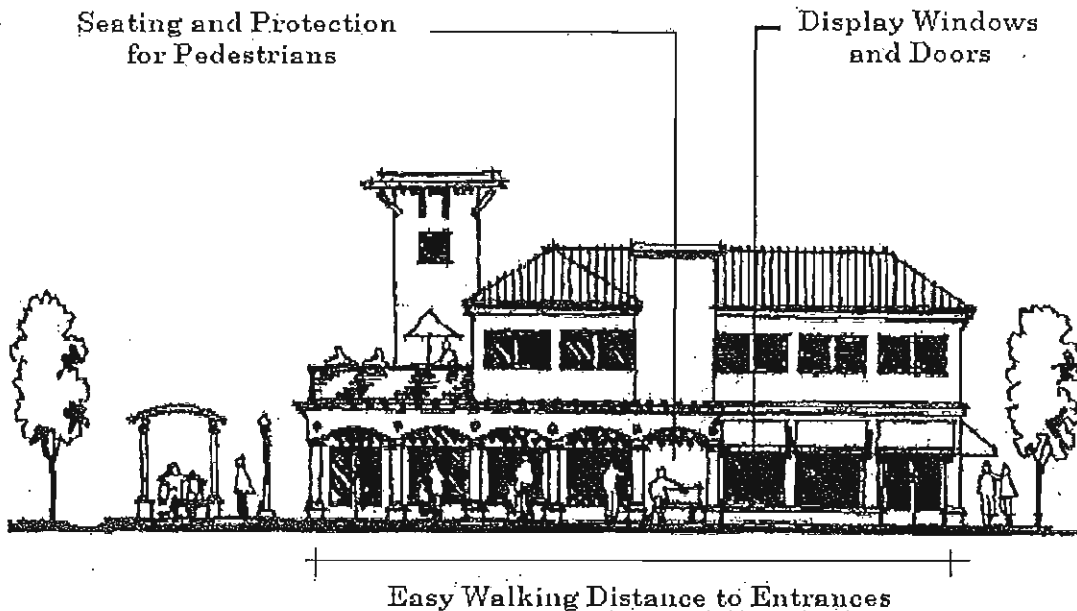 Seating and Protection
for Pedestrians
Display Windows
and Doors
Easy Walking Distance to Entrances